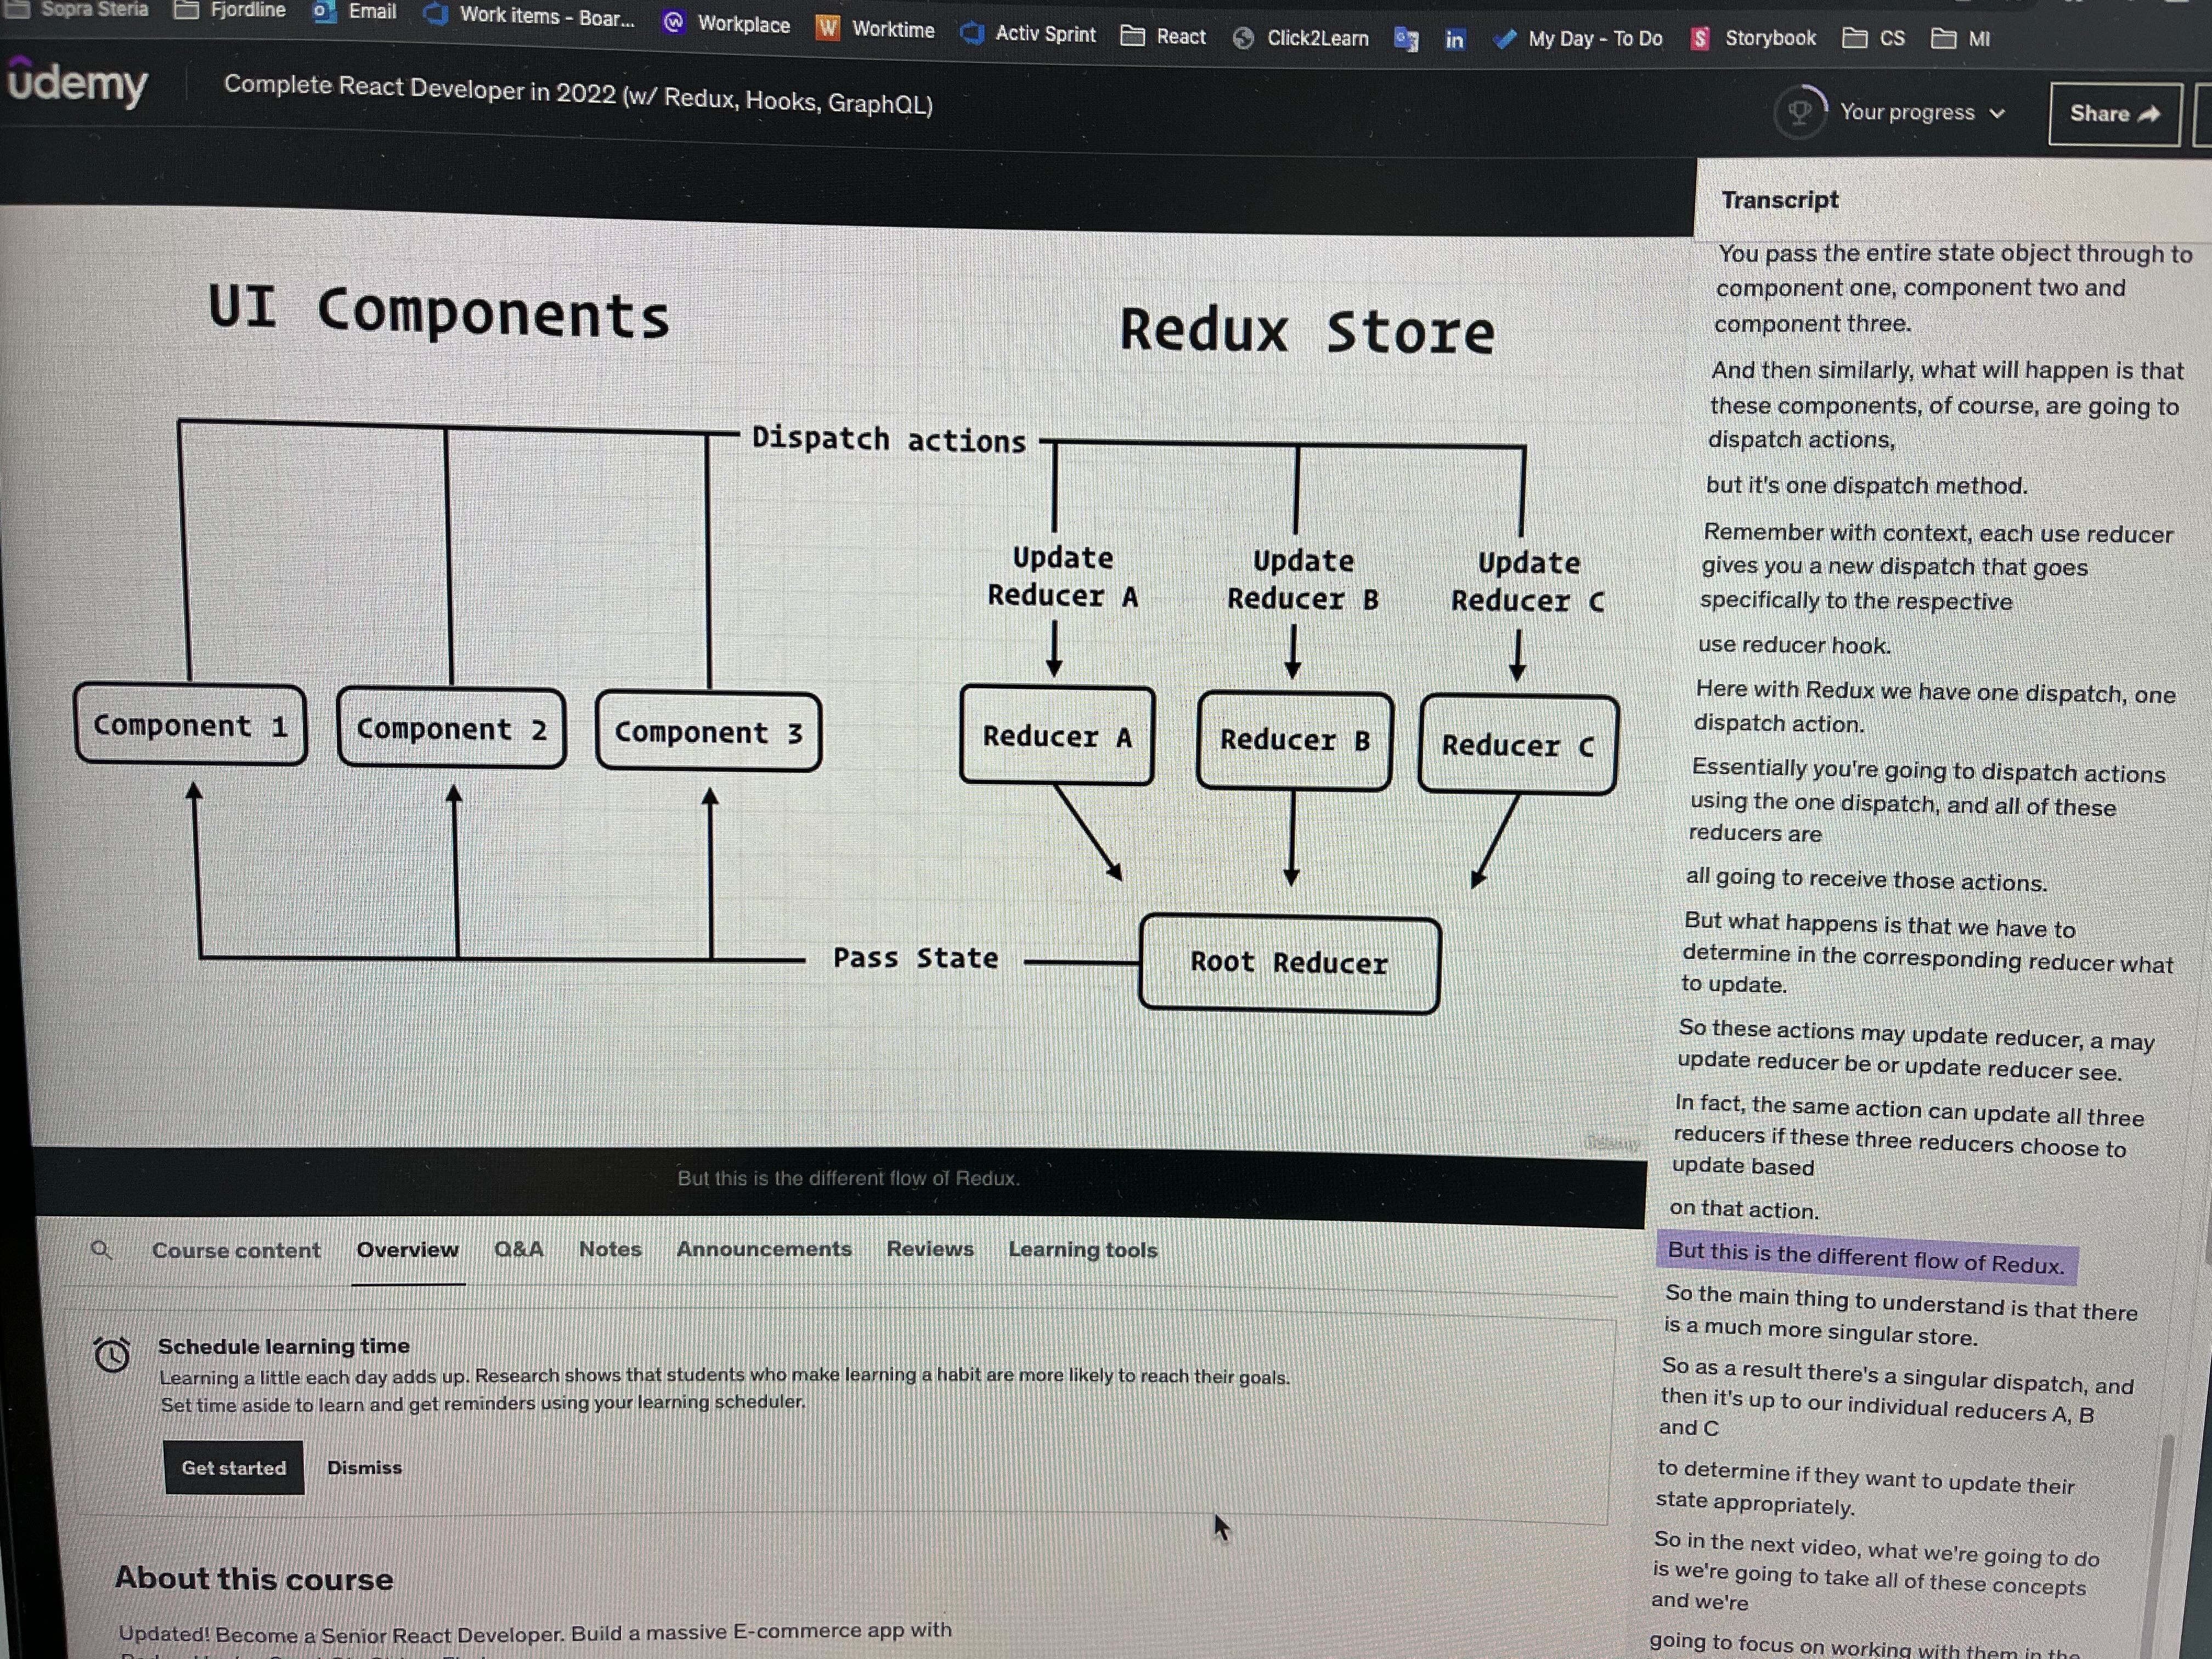 Sopra Steria
Fjordline
Email
Work items - Boar...
Workplace
Worktime
Activ Sprint
React
Click2Learn
in
My Day - To Do
Storybook
CS
MI
ûdemy
Complete React Developer in 2022 (w/ Redux, Hooks, GraphQL)
Your progress
Share
UI Components
Redux Store
Dispatch actions
Update
Reducer A
Update
Reducer B
Update
Reducer C
Component 1
Component 2
Component 3
Reducer A
Reducer B
Reducer C
Pass State
Root Reducer
But this is the different flow of Redux.
Course content
Overview
Q&A
Notes
Announcements
Reviews
Learning tools
Schedule learning time
Learning a little each day adds up. Research shows that students who make learning a habit are more likely to reach their goals.
Set time aside to learn and get reminders using your learning scheduler.
Get started
Dismiss
About this course
Updated! Become a Senior React Developer. Build a massive E-commerce app with
Transcript
You pass the entire state object through to
component one, component two and
component three.
And then similarly, what will happen is that
these components, of course, are going to
dispatch actions,
but it's one dispatch method.
Remember with context, each use reducer
gives you a new dispatch that goes
specifically to the respective
use reducer hook.
Here with Redux we have one dispatch, one
dispatch action.
Essentially you're going to dispatch actions
using the one dispatch, and all of these
reducers are
all going to receive those actions.
But what happens is that we have to
determine in the corresponding reducer what
to update.
So these actions may update reducer, a may
update reducer be or update reducer see.
In fact, the same action can update all three
reducers if these three reducers choose to
update based
on that action.
But this is the different flow of Redux.
So the main thing to understand is that there
is a much more singular store.
So as a result there's a singular dispatch, and
then it's up to our individual reducers A, B
and C
to determine if they want to update their
state appropriately.
So in the next video, what we're going to do
is we're going to take all of these concepts
and we're
going to focus on working with them in the